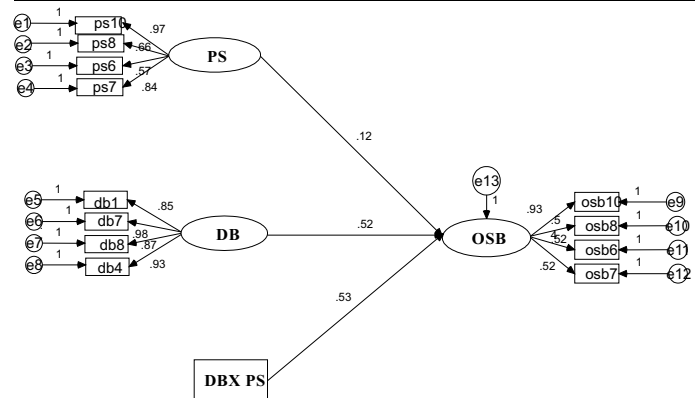 e1 1 ps10 .97
e2 1 ps8 .66
e3 1 ps6 .57
e4 1 ps7 .84
PS
.12
e13
1
e5 1 db1 .85
e6 1 db7
e7 1 db8 .98
.87
e8 1 db4 .93
DB
.52
OSB
.93 osb10 1 e9
.5 osb8 1 e10
4
.52 osb6 1 e11
.52 osb7 1 e12
.53
DBX PS